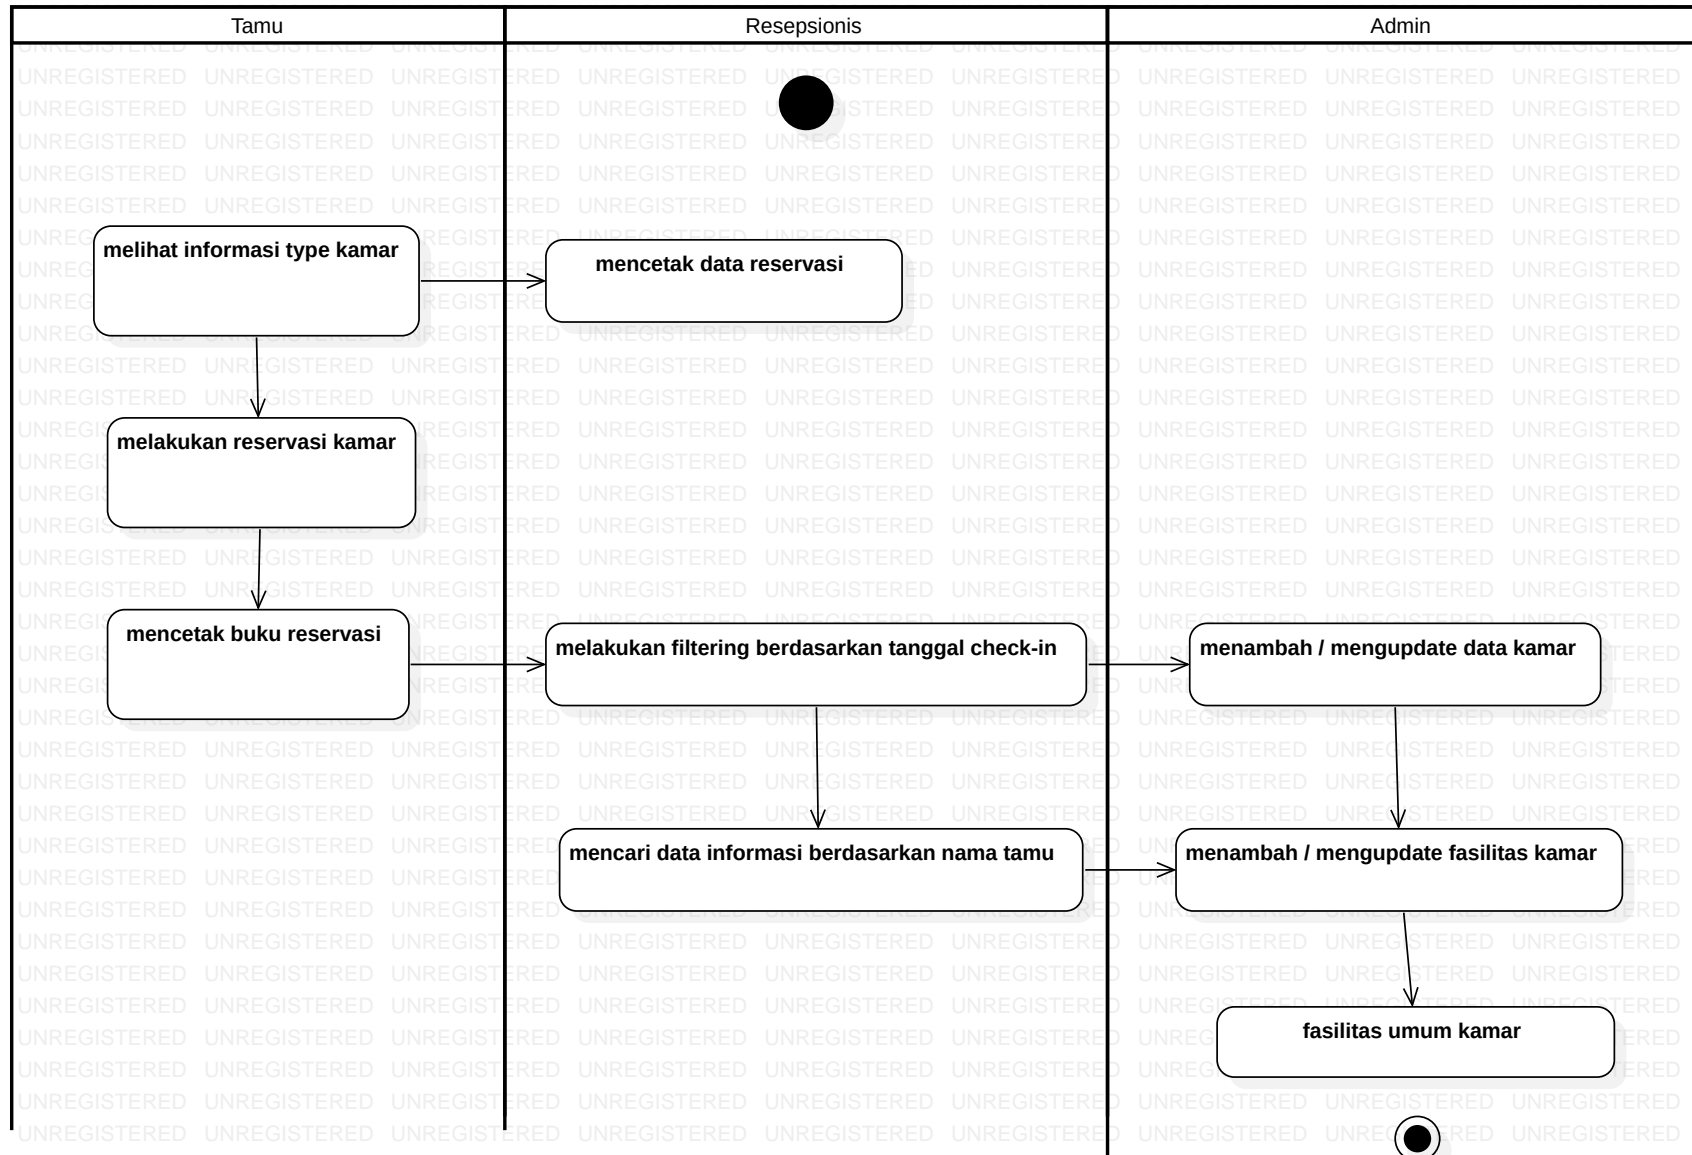 Tamu
Resepsionis
Admin
melihat informasi type kamar
mencetak data reservasi
melakukan reservasi kamar
mencetak buku reservasi
melakukan filtering berdasarkan tanggal check-in
menambah / mengupdate data kamar
mencari data informasi berdasarkan nama tamu
menambah / mengupdate fasilitas kamar
fasilitas umum kamar
UNREGISTERED